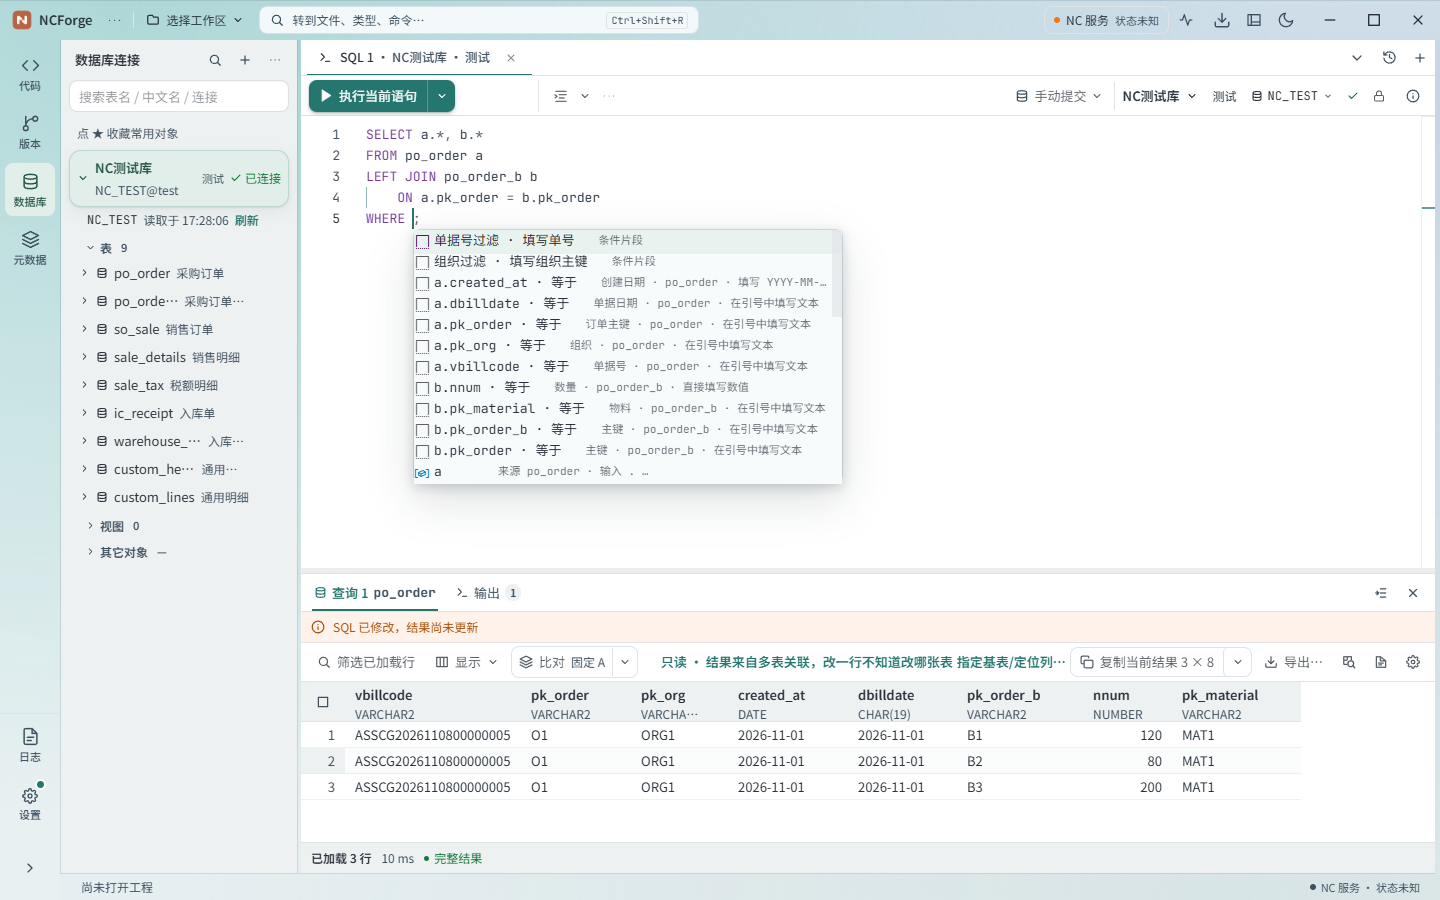 NCForge
选择工作区
转到文件、类型、命令…
Ctrl+Shift+R
NC 服务 状态未知
代码
版本
数据库
元数据
日志
设置
数据库连接
搜索表名 / 中文名 / 连接
点 ★ 收藏常用对象
NC测试库
NC_TEST@test
测试 已连接
NC_TEST 读取于 17:28:06 刷新
表 9
po_order 采购订单
po_orde… 采购订单…
so_sale 销售订单
sale_details 销售明细
sale_tax 税额明细
ic_receipt 入库单
warehouse_… 入库…
custom_he… 通用…
custom_lines 通用明细
视图 0
其它对象 —
SQL 1 • NC测试库 • 测试
执行当前语句
手动提交
NC测试库
测试
NC_TEST
1 SELECT a.*, b.*
2 FROM po_order a
3 LEFT JOIN po_order_b b
4 ON a.pk_order = b.pk_order
5 WHERE ;
单据号过滤 · 填写单号 条件片段
组织过滤 · 填写组织主键 条件片段
a.created_at · 等于 创建日期 · po_order · 填写 YYYY-MM-…
a.dbilldate · 等于 单据日期 · po_order · 在引号中填写文本
a.pk_order · 等于 订单主键 · po_order · 在引号中填写文本
a.pk_org · 等于 组织 · po_order · 在引号中填写文本
a.vbillcode · 等于 单据号 · po_order · 在引号中填写文本
b.nnum · 等于 数量 · po_order_b · 直接填写数值
b.pk_material · 等于 物料 · po_order_b · 在引号中填写文本
b.pk_order_b · 等于 主键 · po_order_b · 在引号中填写文本
b.pk_order · 等于 主键 · po_order_b · 在引号中填写文本
a 来源 po_order · 输入 . …
查询 1 po_order
输出 1
SQL 已修改，结果尚未更新
筛选已加载行
显示
比对 固定 A
只读 • 结果来自多表关联，改一行不知道改哪张表 指定基表/定位列…
复制当前结果 3 × 8
导出…
vbillcode pk_order pk_org created_at dbilldate pk_order_b nnum pk_material
VARCHAR2 VARCHAR2 VARCHA… DATE CHAR(19) VARCHAR2 NUMBER VARCHAR2
1 ASSCG2026110800000005 O1 ORG1 2026-11-01 2026-11-01 B1 120 MAT1
2 ASSCG2026110800000005 O1 ORG1 2026-11-01 2026-11-01 B2 80 MAT1
3 ASSCG2026110800000005 O1 ORG1 2026-11-01 2026-11-01 B3 200 MAT1
已加载 3 行 10 ms 完整结果
尚未打开工程
NC 服务 • 状态未知